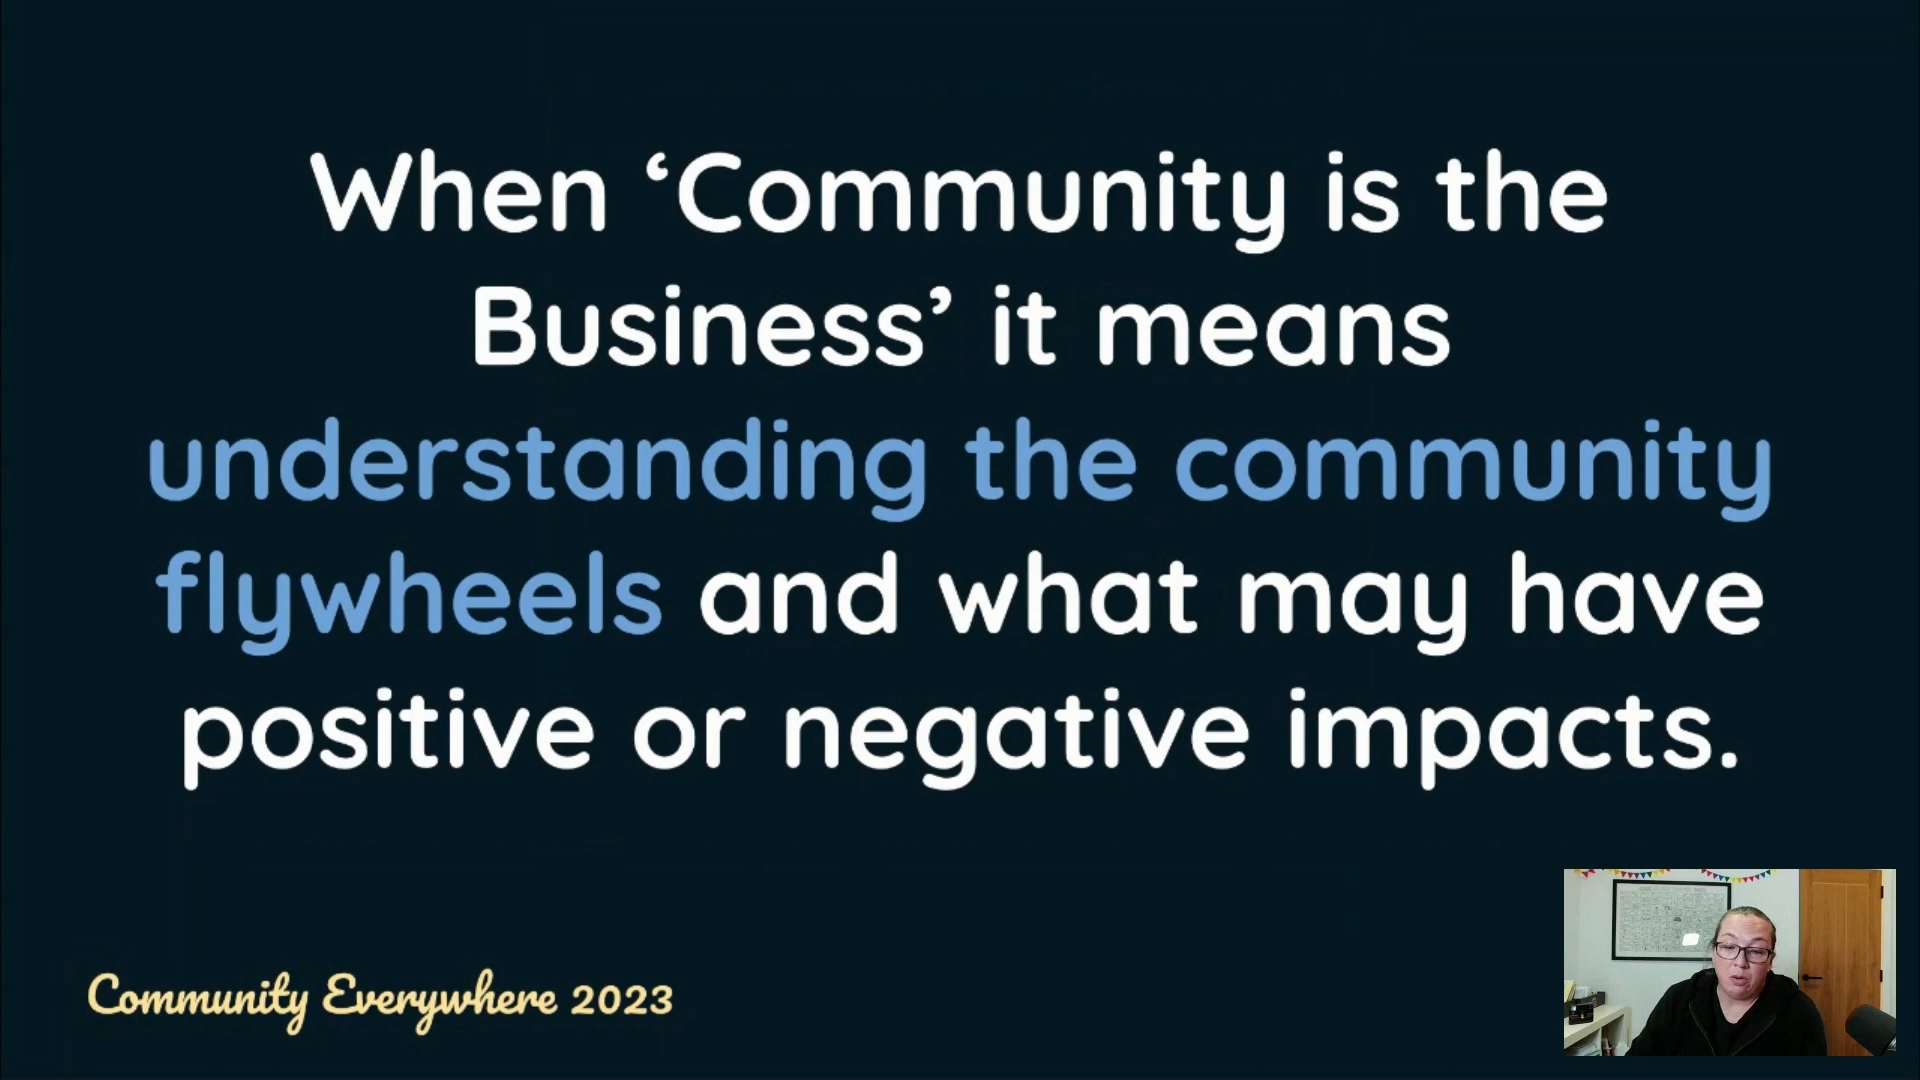 When ‘Community is the
Business’ it means
understanding the community
flywheels and what may have
positive or negative impacts.
Community Everywhere 2023